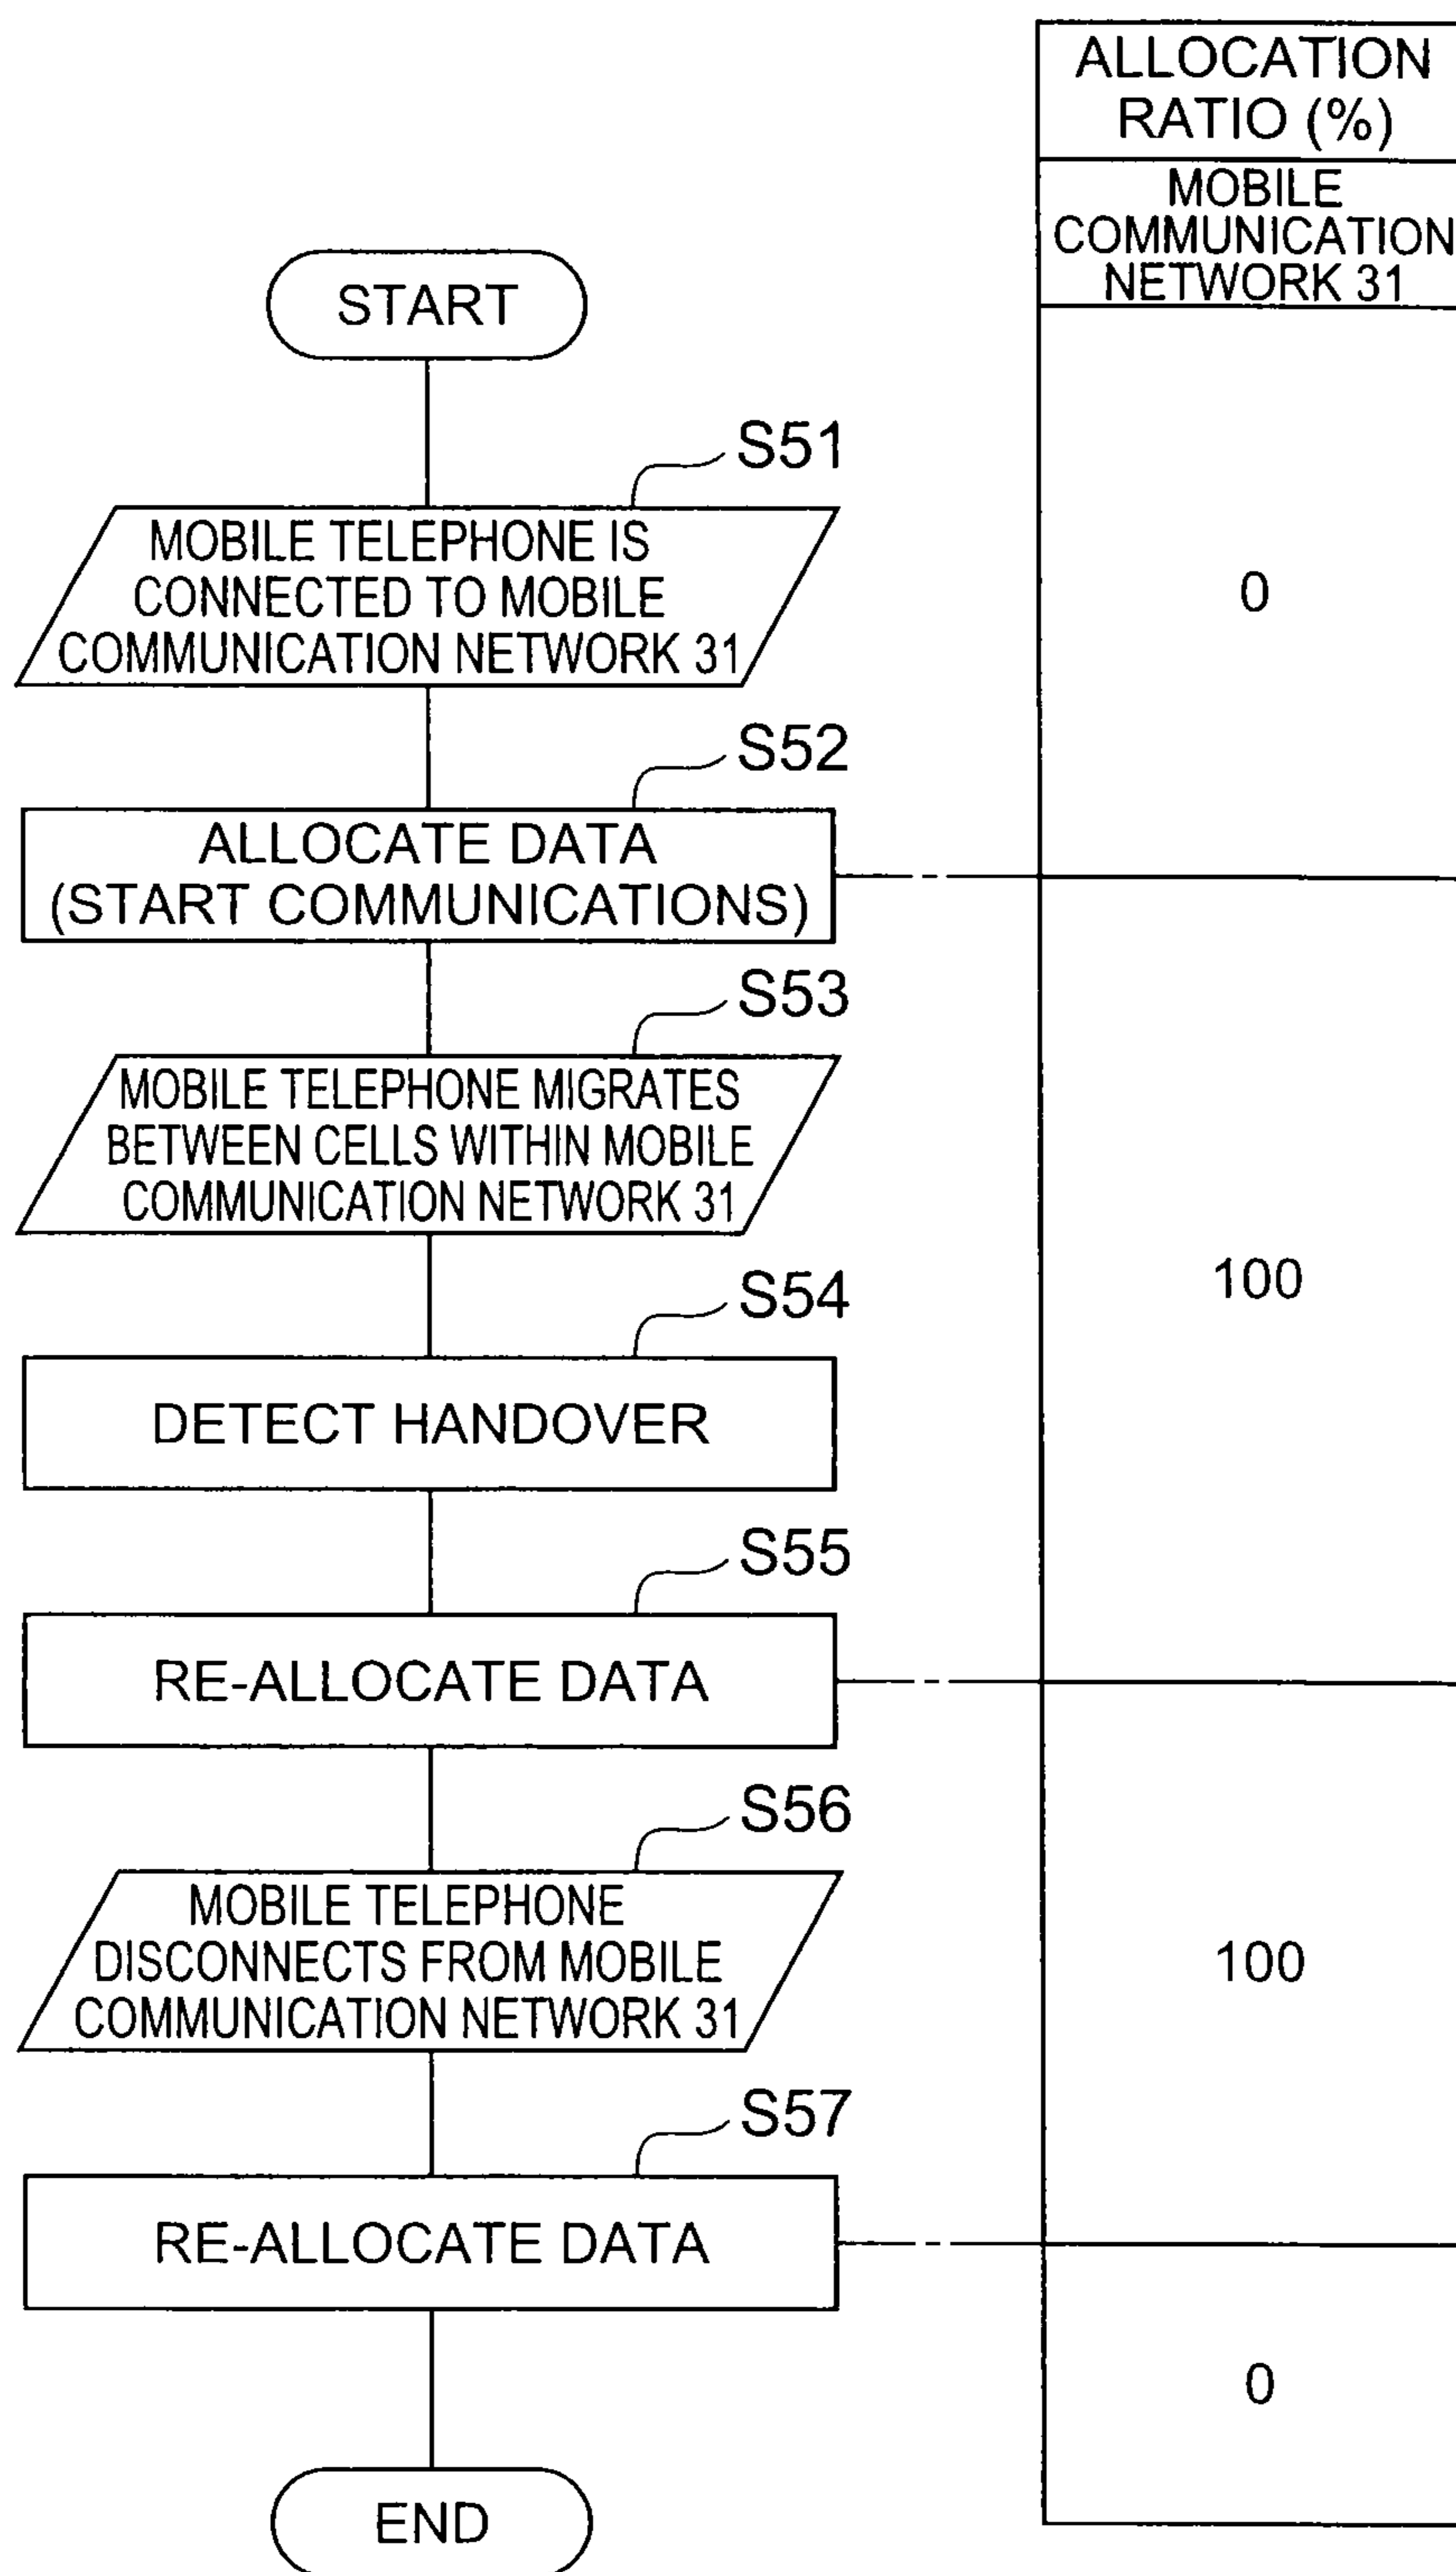 ALLOCATION
RATIO (%)
MOBILE
COMMUNICATION
NETWORK 31
START
S51
MOBILE TELEPHONE IS
CONNECTED TO MOBILE
COMMUNICATION NETWORK 31
0
S52
ALLOCATE DATA
(START COMMUNICATIONS)
S53
MOBILE TELEPHONE MIGRATES
BETWEEN CELLS WITHIN MOBILE
COMMUNICATION NETWORK 31
100
S54
DETECT HANDOVER
S55
RE-ALLOCATE DATA
S56
MOBILE TELEPHONE
DISCONNECTS FROM MOBILE
COMMUNICATION NETWORK 31
100
S57
RE-ALLOCATE DATA
0
END